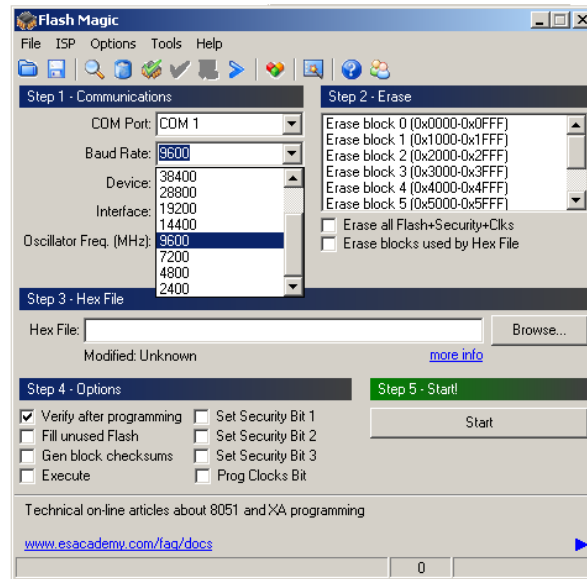 Flash Magic
File ISP Options Tools Help
Step 1 - Communications
COM Port: COM 1
Baud Rate: 9600
Device:
Interface:
Oscillator Freq. (MHz):
38400
28800
19200
14400
9600
7200
4800
2400
Step 2 - Erase
Erase block 0 (0x0000-0x0FFF)
Erase block 1 (0x1000-0x1FFF)
Erase block 2 (0x2000-0x2FFF)
Erase block 3 (0x3000-0x3FFF)
Erase block 4 (0x4000-0x4FFF)
Erase block 5 (0x5000-0x5FFF)
Erase all Flash+Security+Clks
Erase blocks used by Hex File
Step 3 - Hex File
Hex File:
Browse...
Modified: Unknown
more info
Step 4 - Options
Verify after programming
Fill unused Flash
Gen block checksums
Execute
Set Security Bit 1
Set Security Bit 2
Set Security Bit 3
Prog Clocks Bit
Step 5 - Start!
Start
Technical on-line articles about 8051 and XA programming
www.esacademy.com/faq/docs
0